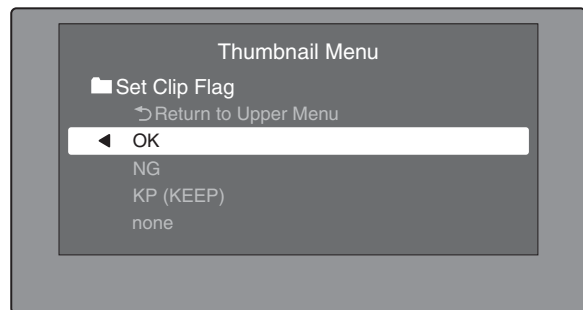 Thumbnail Menu
Set Clip Flag
Return to Upper Menu
OK
NG
KP (KEEP)
none